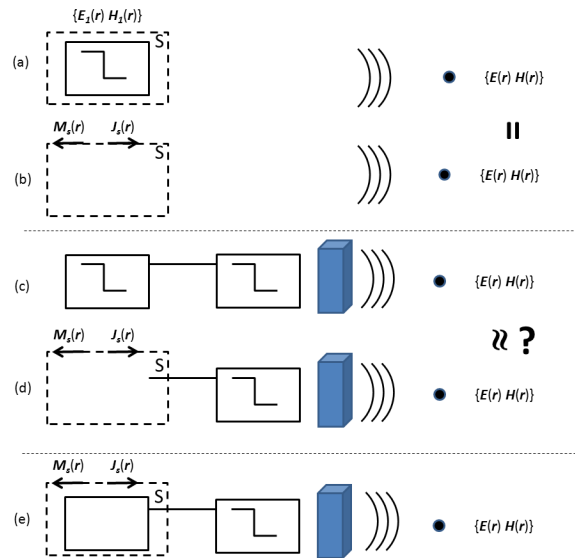 {E₁(r) H₁(r)}
S
(a)
{E(r) H(r)}
=
Mₛ(r) Jₛ(r)
S
(b)
{E(r) H(r)}
(c)
{E(r) H(r)}
≈ ?
Mₛ(r) Jₛ(r)
S
(d)
{E(r) H(r)}
Mₛ(r) Jₛ(r)
S
(e)
{E(r) H(r)}